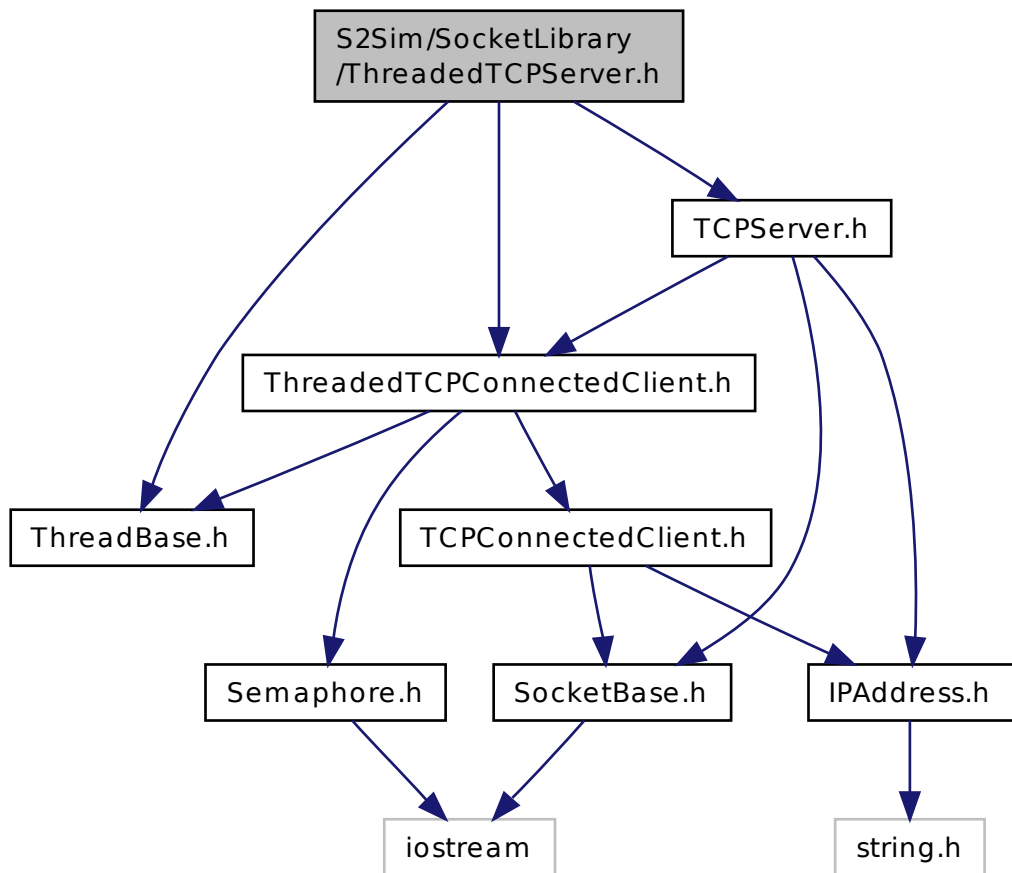 S2Sim/SocketLibrary
/ThreadedTCPServer.h
TCPServer.h
ThreadedTCPConnectedClient.h
ThreadBase.h
TCPConnectedClient.h
Semaphore.h
SocketBase.h
IPAddress.h
iostream
string.h